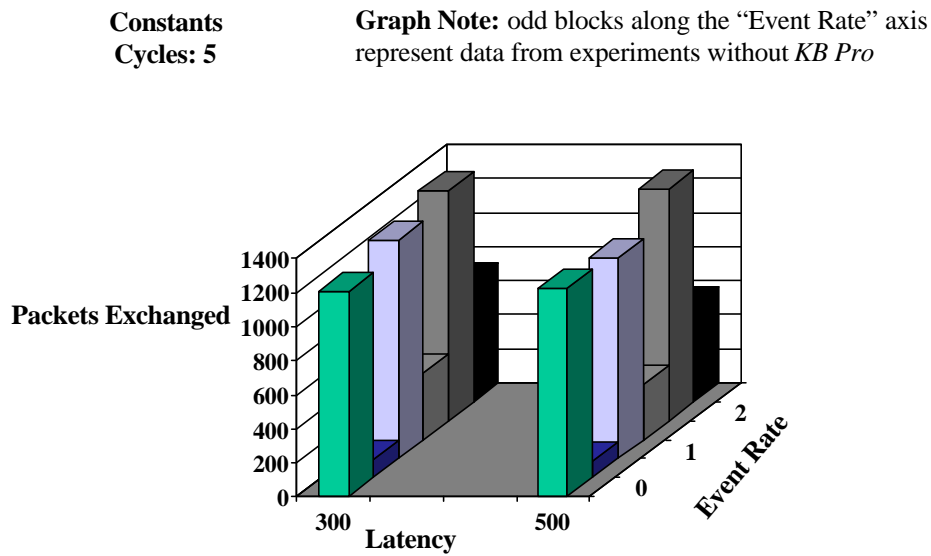 Constants
Cycles: 5
Graph Note: odd blocks along the “Event Rate” axis
represent data from experiments without KB Pro
1400
1200
1000
800
600
400
200
0
Packets Exchanged
300
500
Latency
0
1
2
Event Rate